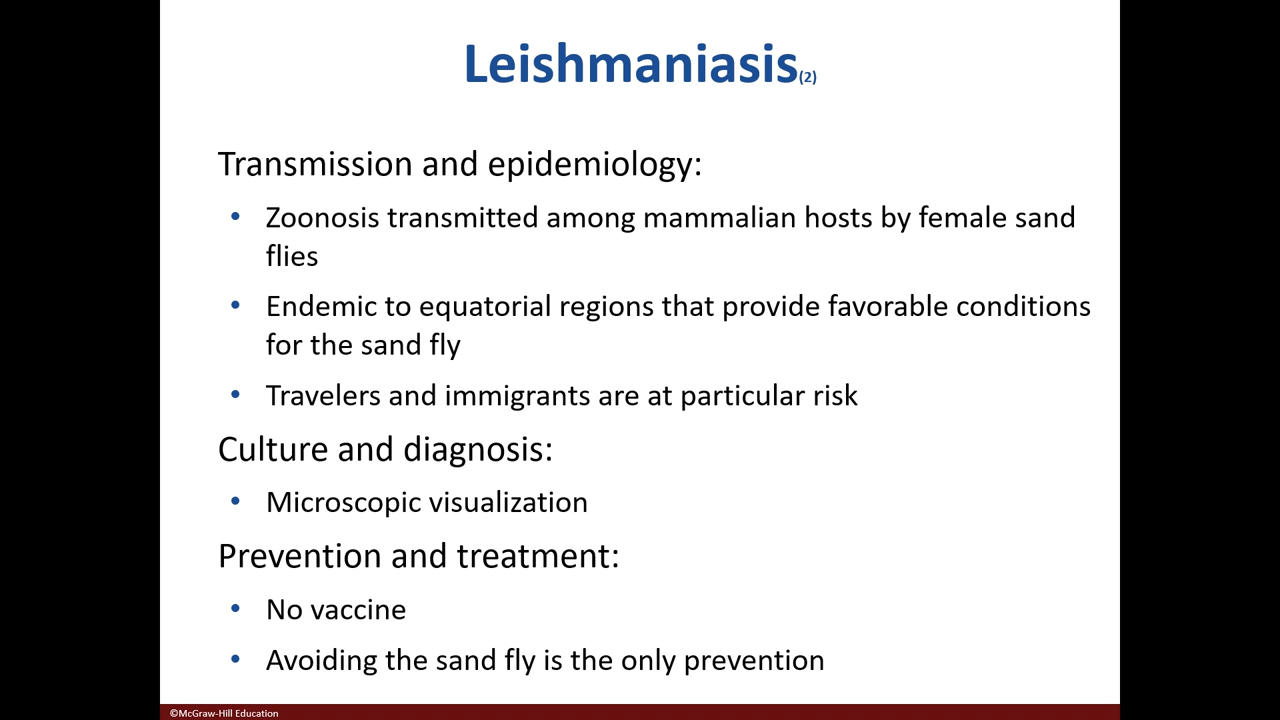 Leishmaniasis(2)
Transmission and epidemiology:
• Zoonosis transmitted among mammalian hosts by female sand
flies
• Endemic to equatorial regions that provide favorable conditions
for the sand fly
• Travelers and immigrants are at particular risk
Culture and diagnosis:
• Microscopic visualization
Prevention and treatment:
• No vaccine
• Avoiding the sand fly is the only prevention
©McGraw-Hill Education